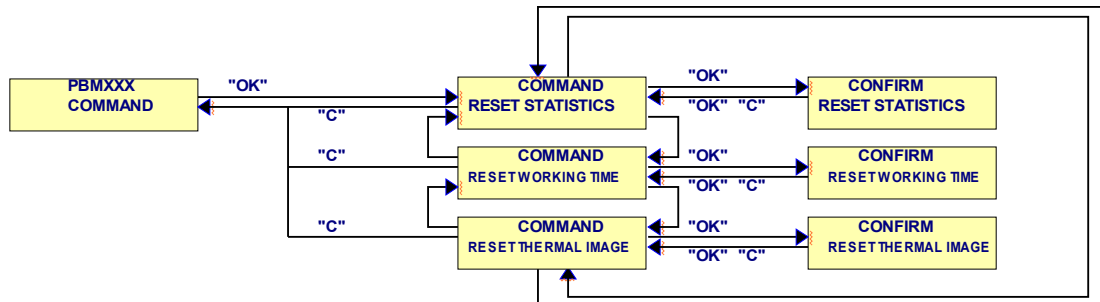 PBMXXX
COMMAND
"OK"
"C"
COMMAND
RESET STATISTICS
"OK"
"OK" "C"
CONFIRM
RESET STATISTICS
"C"
COMMAND
RESET WORKING TIME
"OK"
"OK" "C"
CONFIRM
RESET WORKING TIME
"C"
COMMAND
RESET THERMAL IMAGE
"OK"
"OK" "C"
CONFIRM
RESET THERMAL IMAGE